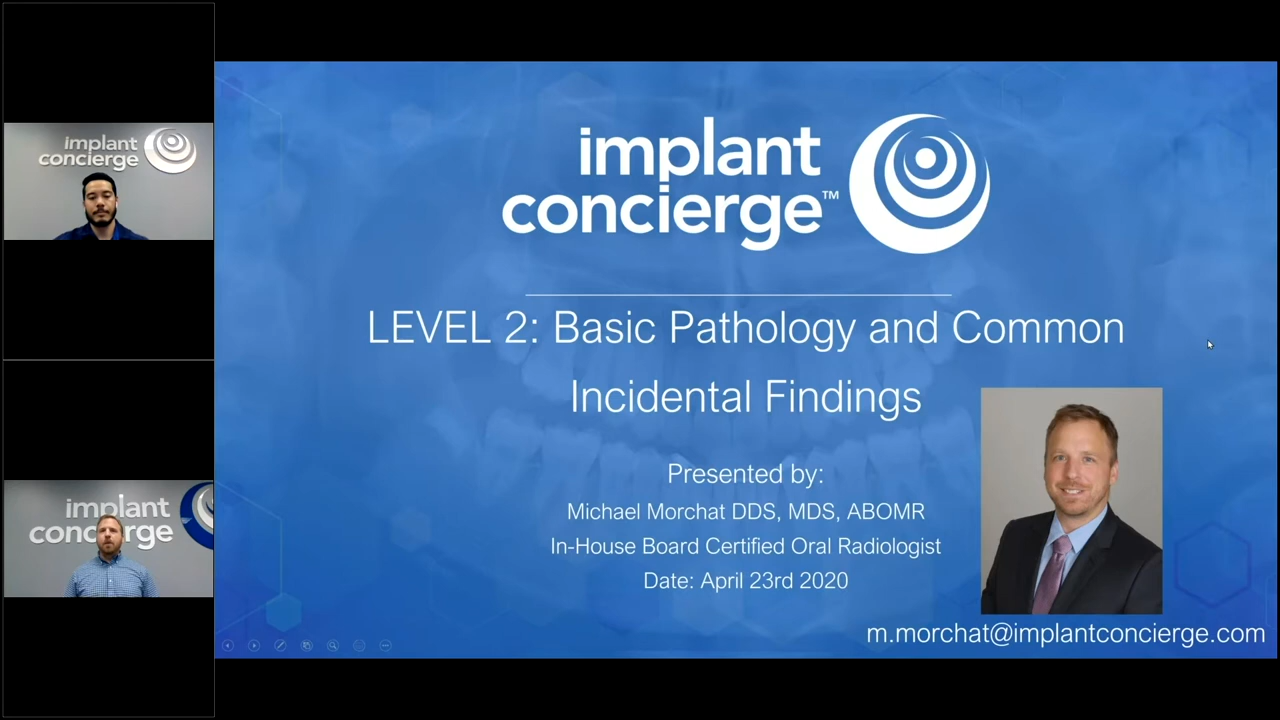 implant
concierge
implant
concierge
implant
concierge™
LEVEL 2: Basic Pathology and Common
Incidental Findings
Presented by:
Michael Morchat DDS, MDS, ABOMR
In-House Board Certified Oral Radiologist
Date: April 23rd 2020
m.morchat@implantconcierge.com